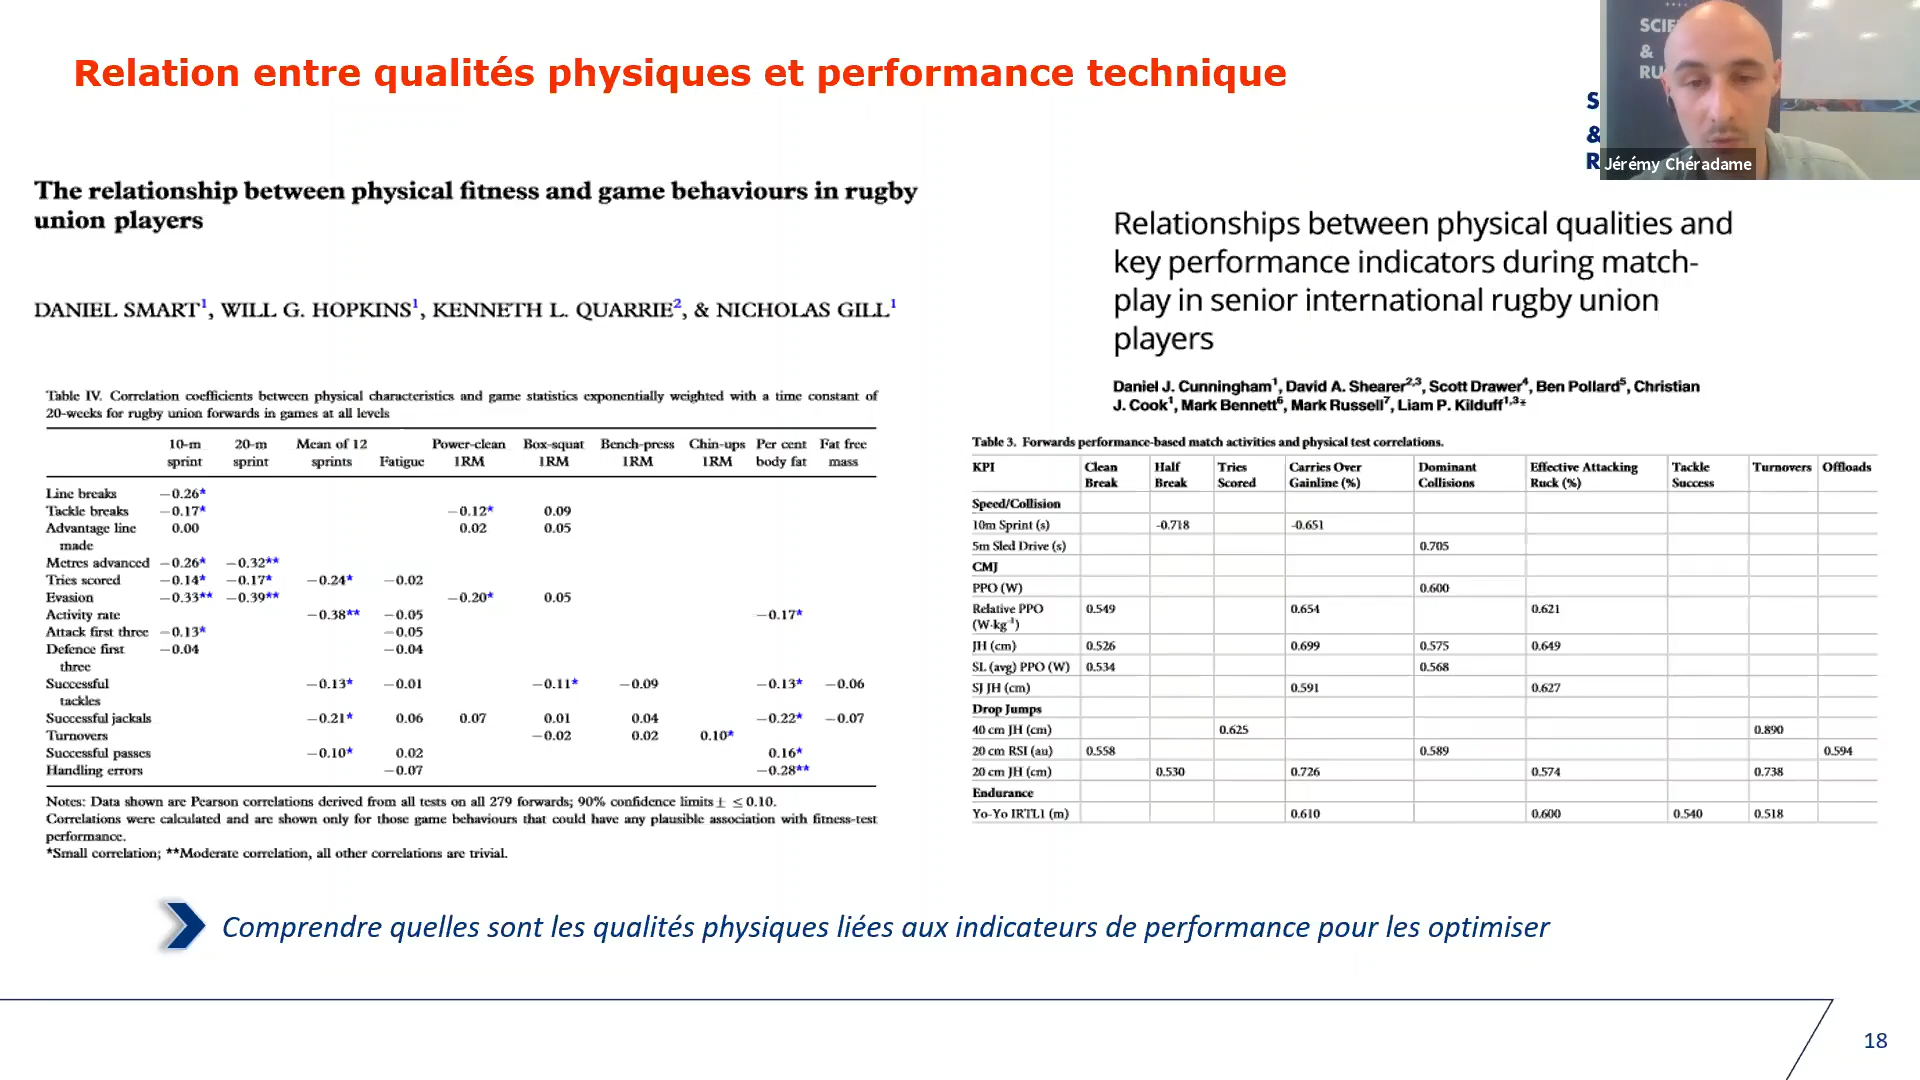 Relation entre qualités physiques et performance technique
SCIE
&
RU
S
&
R
Jérémy Chéradame
The relationship between physical fitness and game behaviours in rugby
union players
DANIEL SMART¹, WILL G. HOPKINS¹, KENNETH L. QUARRIE², & NICHOLAS GILL¹
Table IV. Correlation coefficients between physical characteristics and game statistics exponentially weighted with a time constant of
20-weeks for rugby union forwards in games at all levels
10-m 20-m Mean of 12 Power-clean Box-squat Bench-press Chin-ups Per cent Fat free
sprint sprint sprints Fatigue 1RM 1RM 1RM 1RM body fat mass
Line breaks −0.26*
Tackle breaks −0.17* −0.12* 0.09
Advantage line 0.00 0.02 0.05
made
Metres advanced −0.26* −0.32**
Tries scored −0.14* −0.17* −0.24* −0.02
Evasion −0.33** −0.39** −0.20* 0.05
Activity rate −0.38** −0.05 −0.17*
Attack first three −0.13* −0.05
Defence first −0.04 −0.04
three
Successful −0.13* −0.01 −0.11* −0.09 −0.13* −0.06
tackles
Successful jackals −0.21* 0.06 0.07 0.01 0.04 −0.22* −0.07
Turnovers −0.02 0.02 0.10*
Successful passes −0.10* 0.02 0.16*
Handling errors −0.07 −0.28**
Notes: Data shown are Pearson correlations derived from all tests on all 279 forwards; 90% confidence limits ± ≤0.10.
Correlations were calculated and are shown only for those game behaviours that could have any plausible association with fitness-test
performance.
*Small correlation; **Moderate correlation, all other correlations are trivial.
Relationships between physical qualities and
key performance indicators during match-
play in senior international rugby union
players
Daniel J. Cunningham¹, David A. Shearer²,³, Scott Drawer⁴, Ben Pollard⁵, Christian
J. Cook¹, Mark Bennett⁶, Mark Russell⁷, Liam P. Kilduff¹,³*
Table 3. Forwards performance-based match activities and physical test correlations.
KPI Clean Half Tries Carries Over Dominant Effective Attacking Tackle Turnovers Offloads
Break Break Scored Gainline (%) Collisions Ruck (%) Success
Speed/Collision
10m Sprint (s) -0.718 -0.651
5m Sled Drive (s) 0.705
CMJ
PPO (W) 0.600
Relative PPO 0.549 0.654 0.621
(W·kg⁻¹)
JH (cm) 0.526 0.699 0.575 0.649
SL (avg) PPO (W) 0.534 0.568
SJ JH (cm) 0.591 0.627
Drop Jumps
40 cm JH (cm) 0.625 0.890
20 cm RSI (au) 0.558 0.589 0.594
20 cm JH (cm) 0.530 0.726 0.574 0.738
Endurance
Yo-Yo IRTL1 (m) 0.610 0.600 0.540 0.518
Comprendre quelles sont les qualités physiques liées aux indicateurs de performance pour les optimiser
18